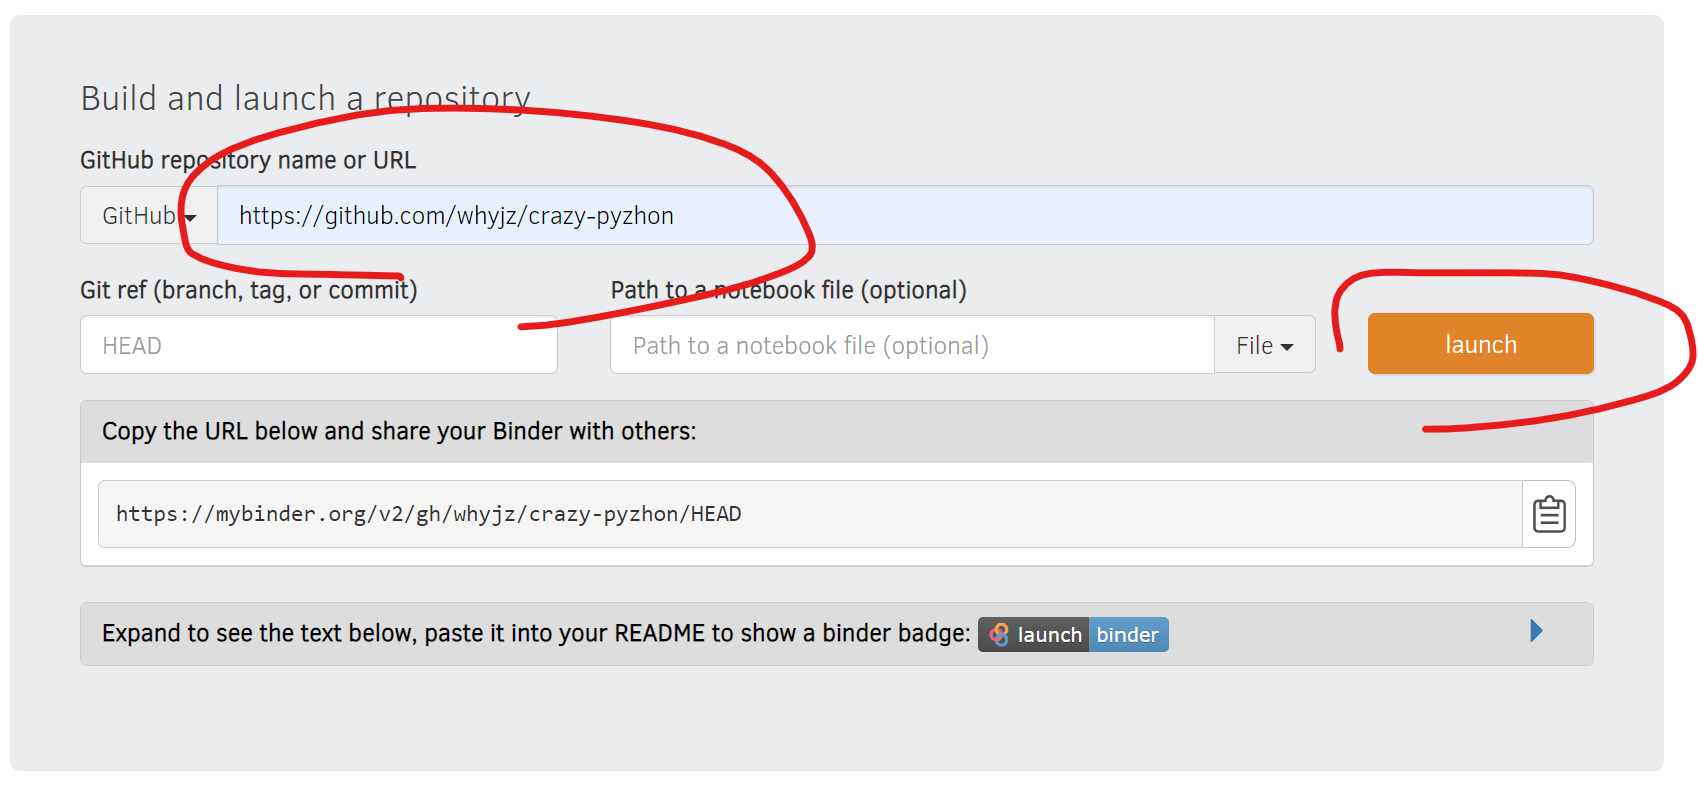 Build and launch a repository
GitHub repository name or URL
GitHub https://github.com/whyjz/crazy-pyzhon
Git ref (branch, tag, or commit) Path to a notebook file (optional)
HEAD Path to a notebook file (optional) File launch
Copy the URL below and share your Binder with others:
https://mybinder.org/v2/gh/whyjz/crazy-pyzhon/HEAD
Expand to see the text below, paste it into your README to show a binder badge: launch binder